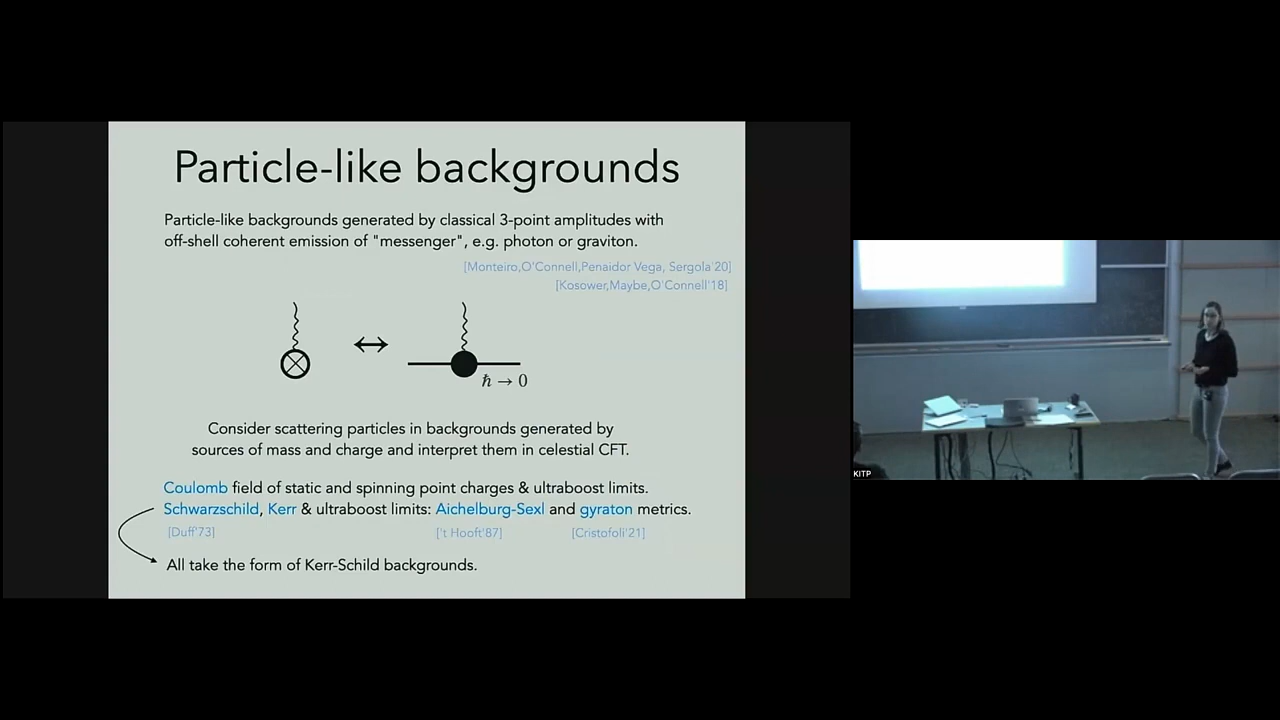 Particle-like backgrounds
Particle-like backgrounds generated by classical 3-point amplitudes with
off-shell coherent emission of "messenger", e.g. photon or graviton.
[Monteiro,O'Connell,Penaidor Vega, Sergola'20]
[Kosower,Maybe,O'Connell'18]
ℏ → 0
Consider scattering particles in backgrounds generated by
sources of mass and charge and interpret them in celestial CFT.
Coulomb field of static and spinning point charges & ultraboost limits.
Schwarzschild, Kerr & ultraboost limits: Aichelburg-Sexl and gyraton metrics.
[Duff'73] ['t Hooft'87] [Cristofoli'21]
All take the form of Kerr-Schild backgrounds.
KITP